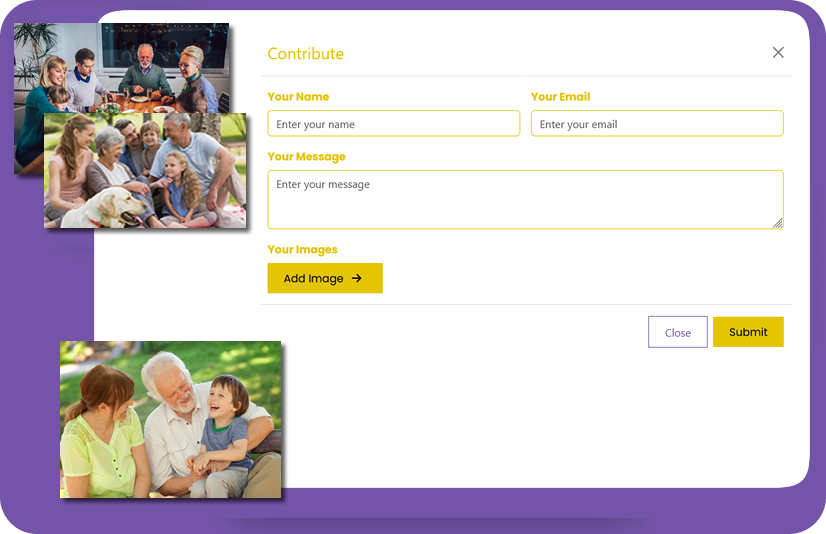 Contribute
Your Name Your Email
Enter your name Enter your email
Your Message
Enter your message
Your Images
Add Image
Close Submit